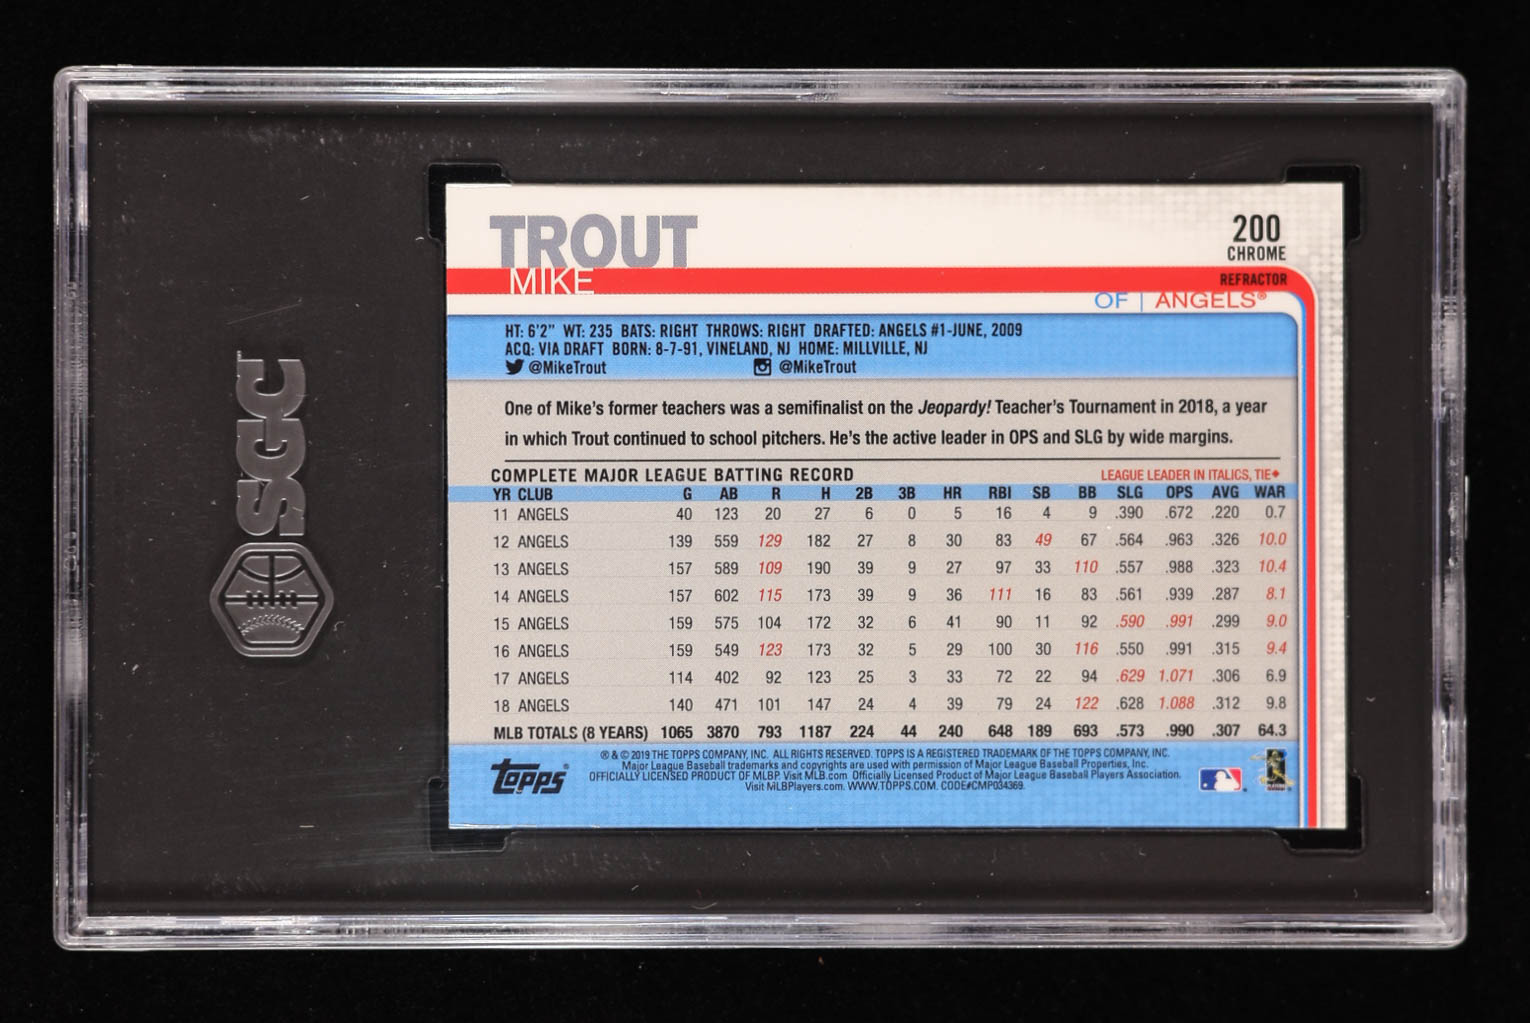 SGC
TROUT
MIKE
200
CHROME
REFRACTOR
OF | ANGELS®
HT: 6'2" WT: 235 BATS: RIGHT THROWS: RIGHT DRAFTED: ANGELS #1-JUNE, 2009
ACQ: VIA DRAFT BORN: 8-7-91, VINELAND, NJ HOME: MILLVILLE, NJ
@MikeTrout @MikeTrout
One of Mike's former teachers was a semifinalist on the Jeopardy! Teacher's Tournament in 2018, a year
in which Trout continued to school pitchers. He's the active leader in OPS and SLG by wide margins.
COMPLETE MAJOR LEAGUE BATTING RECORD LEAGUE LEADER IN ITALICS, TIE◆
YR CLUB G AB R H 2B 3B HR RBI SB BB SLG OPS AVG WAR
11 ANGELS 40 123 20 27 6 0 5 16 4 9 .390 .672 .220 0.7
12 ANGELS 139 559 129 182 27 8 30 83 49 67 .564 .963 .326 10.0
13 ANGELS 157 589 109 190 39 9 27 97 33 110 .557 .988 .323 10.4
14 ANGELS 157 602 115 173 39 9 36 111 16 83 .561 .939 .287 8.1
15 ANGELS 159 575 104 172 32 6 41 90 11 92 .590 .991 .299 9.0
16 ANGELS 159 549 123 173 32 5 29 100 30 116 .550 .991 .315 9.4
17 ANGELS 114 402 92 123 25 3 33 72 22 94 .629 1.071 .306 6.9
18 ANGELS 140 471 101 147 24 4 39 79 24 122 .628 1.088 .312 9.8
MLB TOTALS (8 YEARS) 1065 3870 793 1187 224 44 240 648 189 693 .573 .990 .307 64.3
topps®
® & © 2019 THE TOPPS COMPANY, INC. ALL RIGHTS RESERVED. TOPPS IS A REGISTERED TRADEMARK OF THE TOPPS COMPANY, INC.
Major League Baseball trademarks and copyrights are used with permission of Major League Baseball Properties, Inc.
OFFICIALLY LICENSED PRODUCT OF MLBP. Visit MLB.com Officially Licensed Product of Major League Baseball Players Association.
Visit MLBPlayers.com. WWW.TOPPS.COM. CODE#CMP034369.